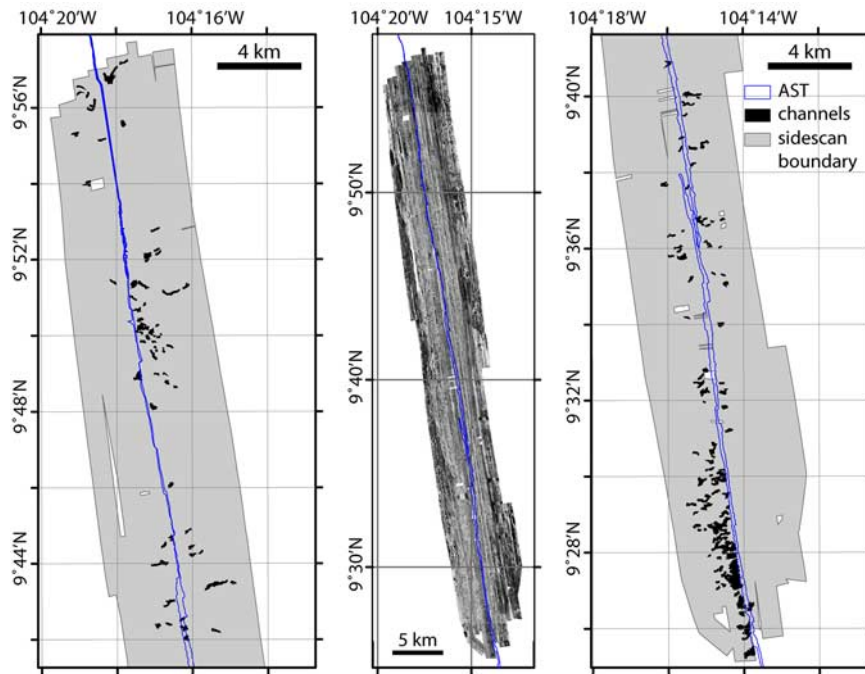 104°20'W 104°16'W
4 km
9°56'N
9°52'N
9°48'N
9°44'N
104°20'W 104°15'W
9°50'N
9°40'N
9°30'N
5 km
104°18'W 104°14'W
4 km
AST
channels
sidescan
boundary
9°40'N
9°36'N
9°32'N
9°28'N